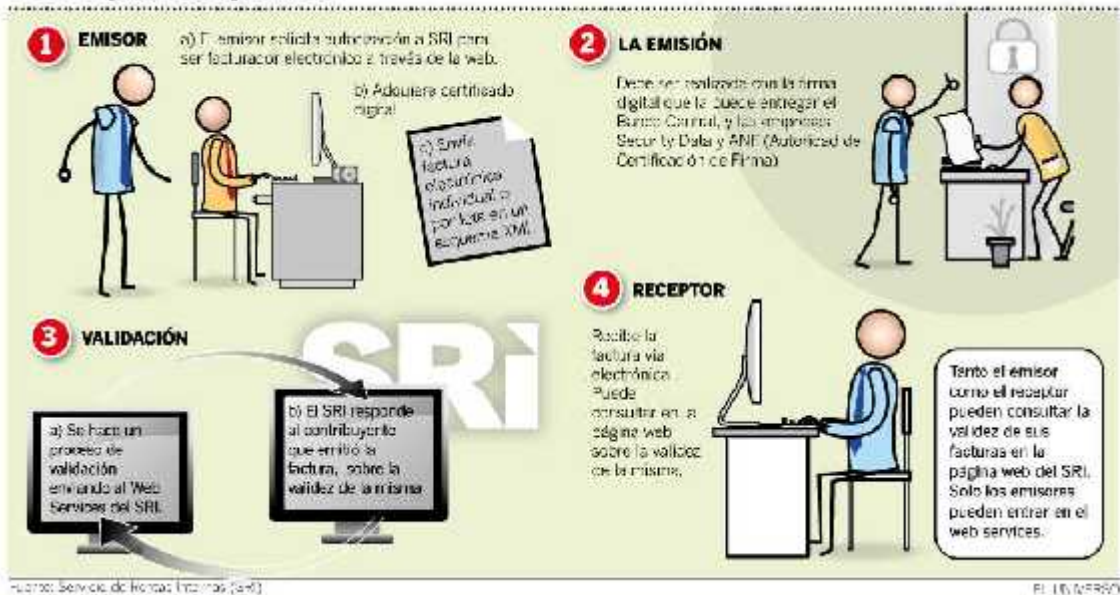 1 EMISOR
a) El emisor solicita autorización a SRI para
ser facturador electrónico a través de la web.
b) Adquiere certificado
digital
c) Envía
factura
electrónica
individual o
por lote en un
esquema XML.
2 LA EMISIÓN
Debe ser realizada con la firma
digital que la puede entregar el
Banco Central, y las empresas
Security Data y ANF (Autoridad de
Certificación de Firma)
3 VALIDACIÓN
SRi
a) Se hace un
proceso de
validación
enviando al Web
Services del SRI.
b) El SRI responde
al contribuyente
que emitió la
factura, sobre la
validez de la misma
4 RECEPTOR
Recibe la
factura vía
electrónica.
Puede
consultar en la
página web
sobre la validez
de la misma.
Tanto el emisor
como el receptor
pueden consultar la
validez de sus
facturas en la
página web del SRI.
Solo los emisores
pueden entrar en el
web services.
Fuente: Servicio de Rentas Internas (SRI)
EL UNIVERSO